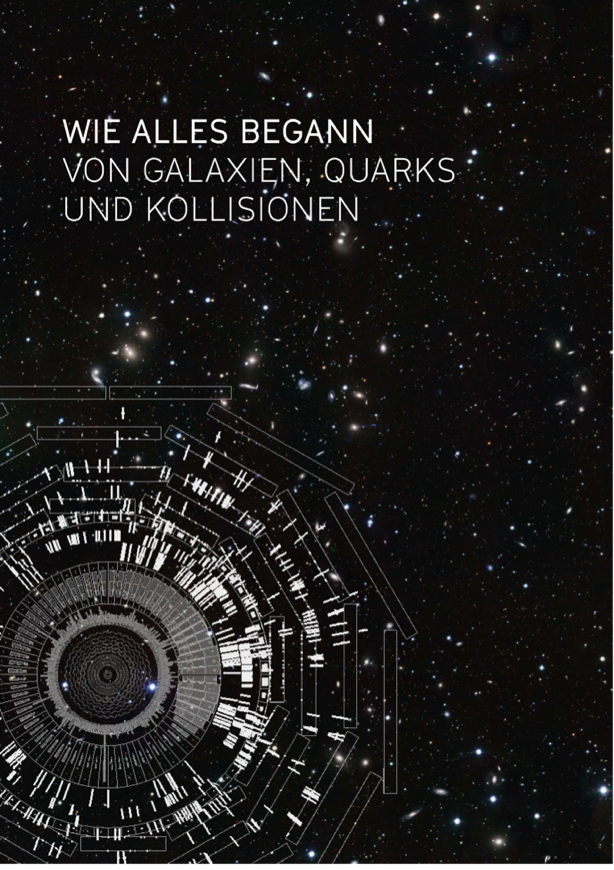 WIE ALLES BEGANN
VON GALAXIEN, QUARKS
UND KOLLISIONEN